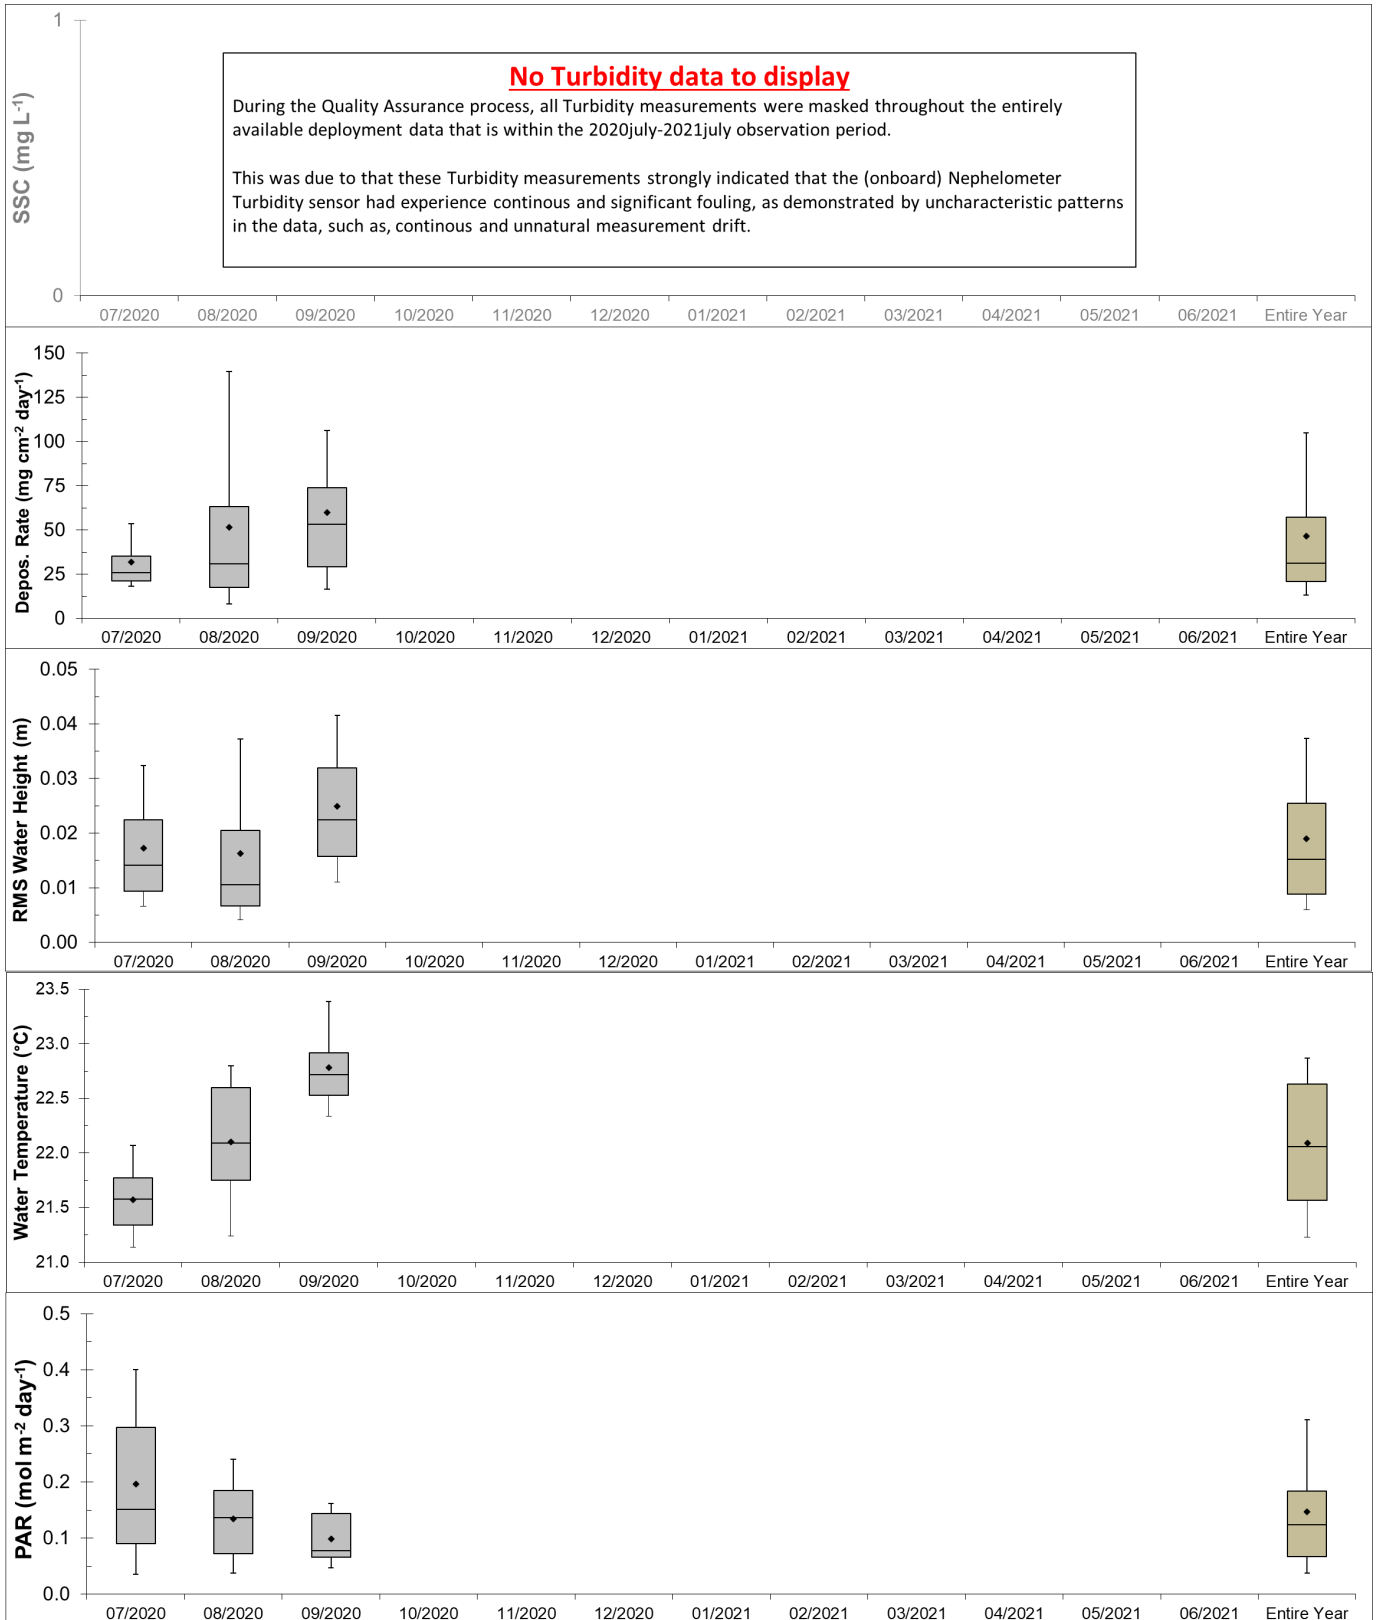 1
SSC (mg L-1)
No Turbidity data to display
During the Quality Assurance process, all Turbidity measurements were masked throughout the entirely
available deployment data that is within the 2020july-2021july observation period.
This was due to that these Turbidity measurements strongly indicated that the (onboard) Nephelometer
Turbidity sensor had experience continous and significant fouling, as demonstrated by uncharacteristic patterns
in the data, such as, continous and unnatural measurement drift.
0
07/2020 08/2020 09/2020 10/2020 11/2020 12/2020 01/2021 02/2021 03/2021 04/2021 05/2021 06/2021 Entire Year
Depos. Rate (mg cm-2 day-1)
150
125
100
75
50
25
0
07/2020 08/2020 09/2020 10/2020 11/2020 12/2020 01/2021 02/2021 03/2021 04/2021 05/2021 06/2021 Entire Year
RMS Water Height (m)
0.05
0.04
0.03
0.02
0.01
0.00
07/2020 08/2020 09/2020 10/2020 11/2020 12/2020 01/2021 02/2021 03/2021 04/2021 05/2021 06/2021 Entire Year
Water Temperature (°C)
23.5
23.0
22.5
22.0
21.5
21.0
07/2020 08/2020 09/2020 10/2020 11/2020 12/2020 01/2021 02/2021 03/2021 04/2021 05/2021 06/2021 Entire Year
PAR (mol m-2 day-1)
0.5
0.4
0.3
0.2
0.1
0.0
07/2020 08/2020 09/2020 10/2020 11/2020 12/2020 01/2021 02/2021 03/2021 04/2021 05/2021 06/2021 Entire Year